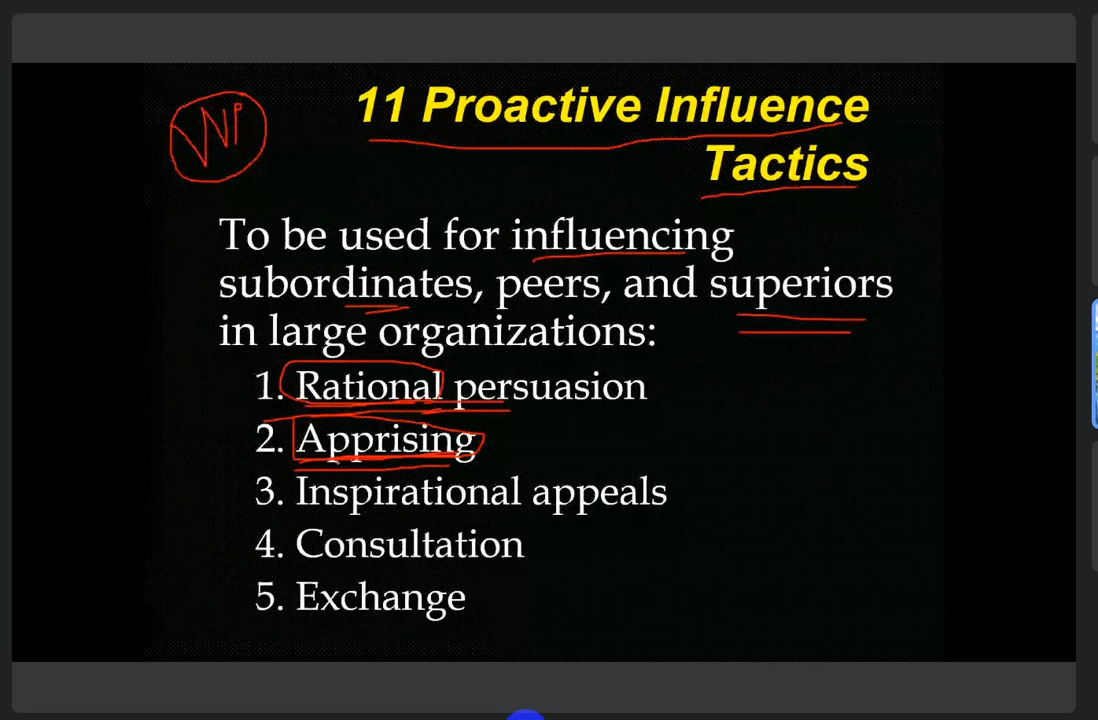 VVIP
11 Proactive Influence
Tactics
To be used for influencing
subordinates, peers, and superiors
in large organizations:
1. Rational persuasion
2. Apprising
3. Inspirational appeals
4. Consultation
5. Exchange